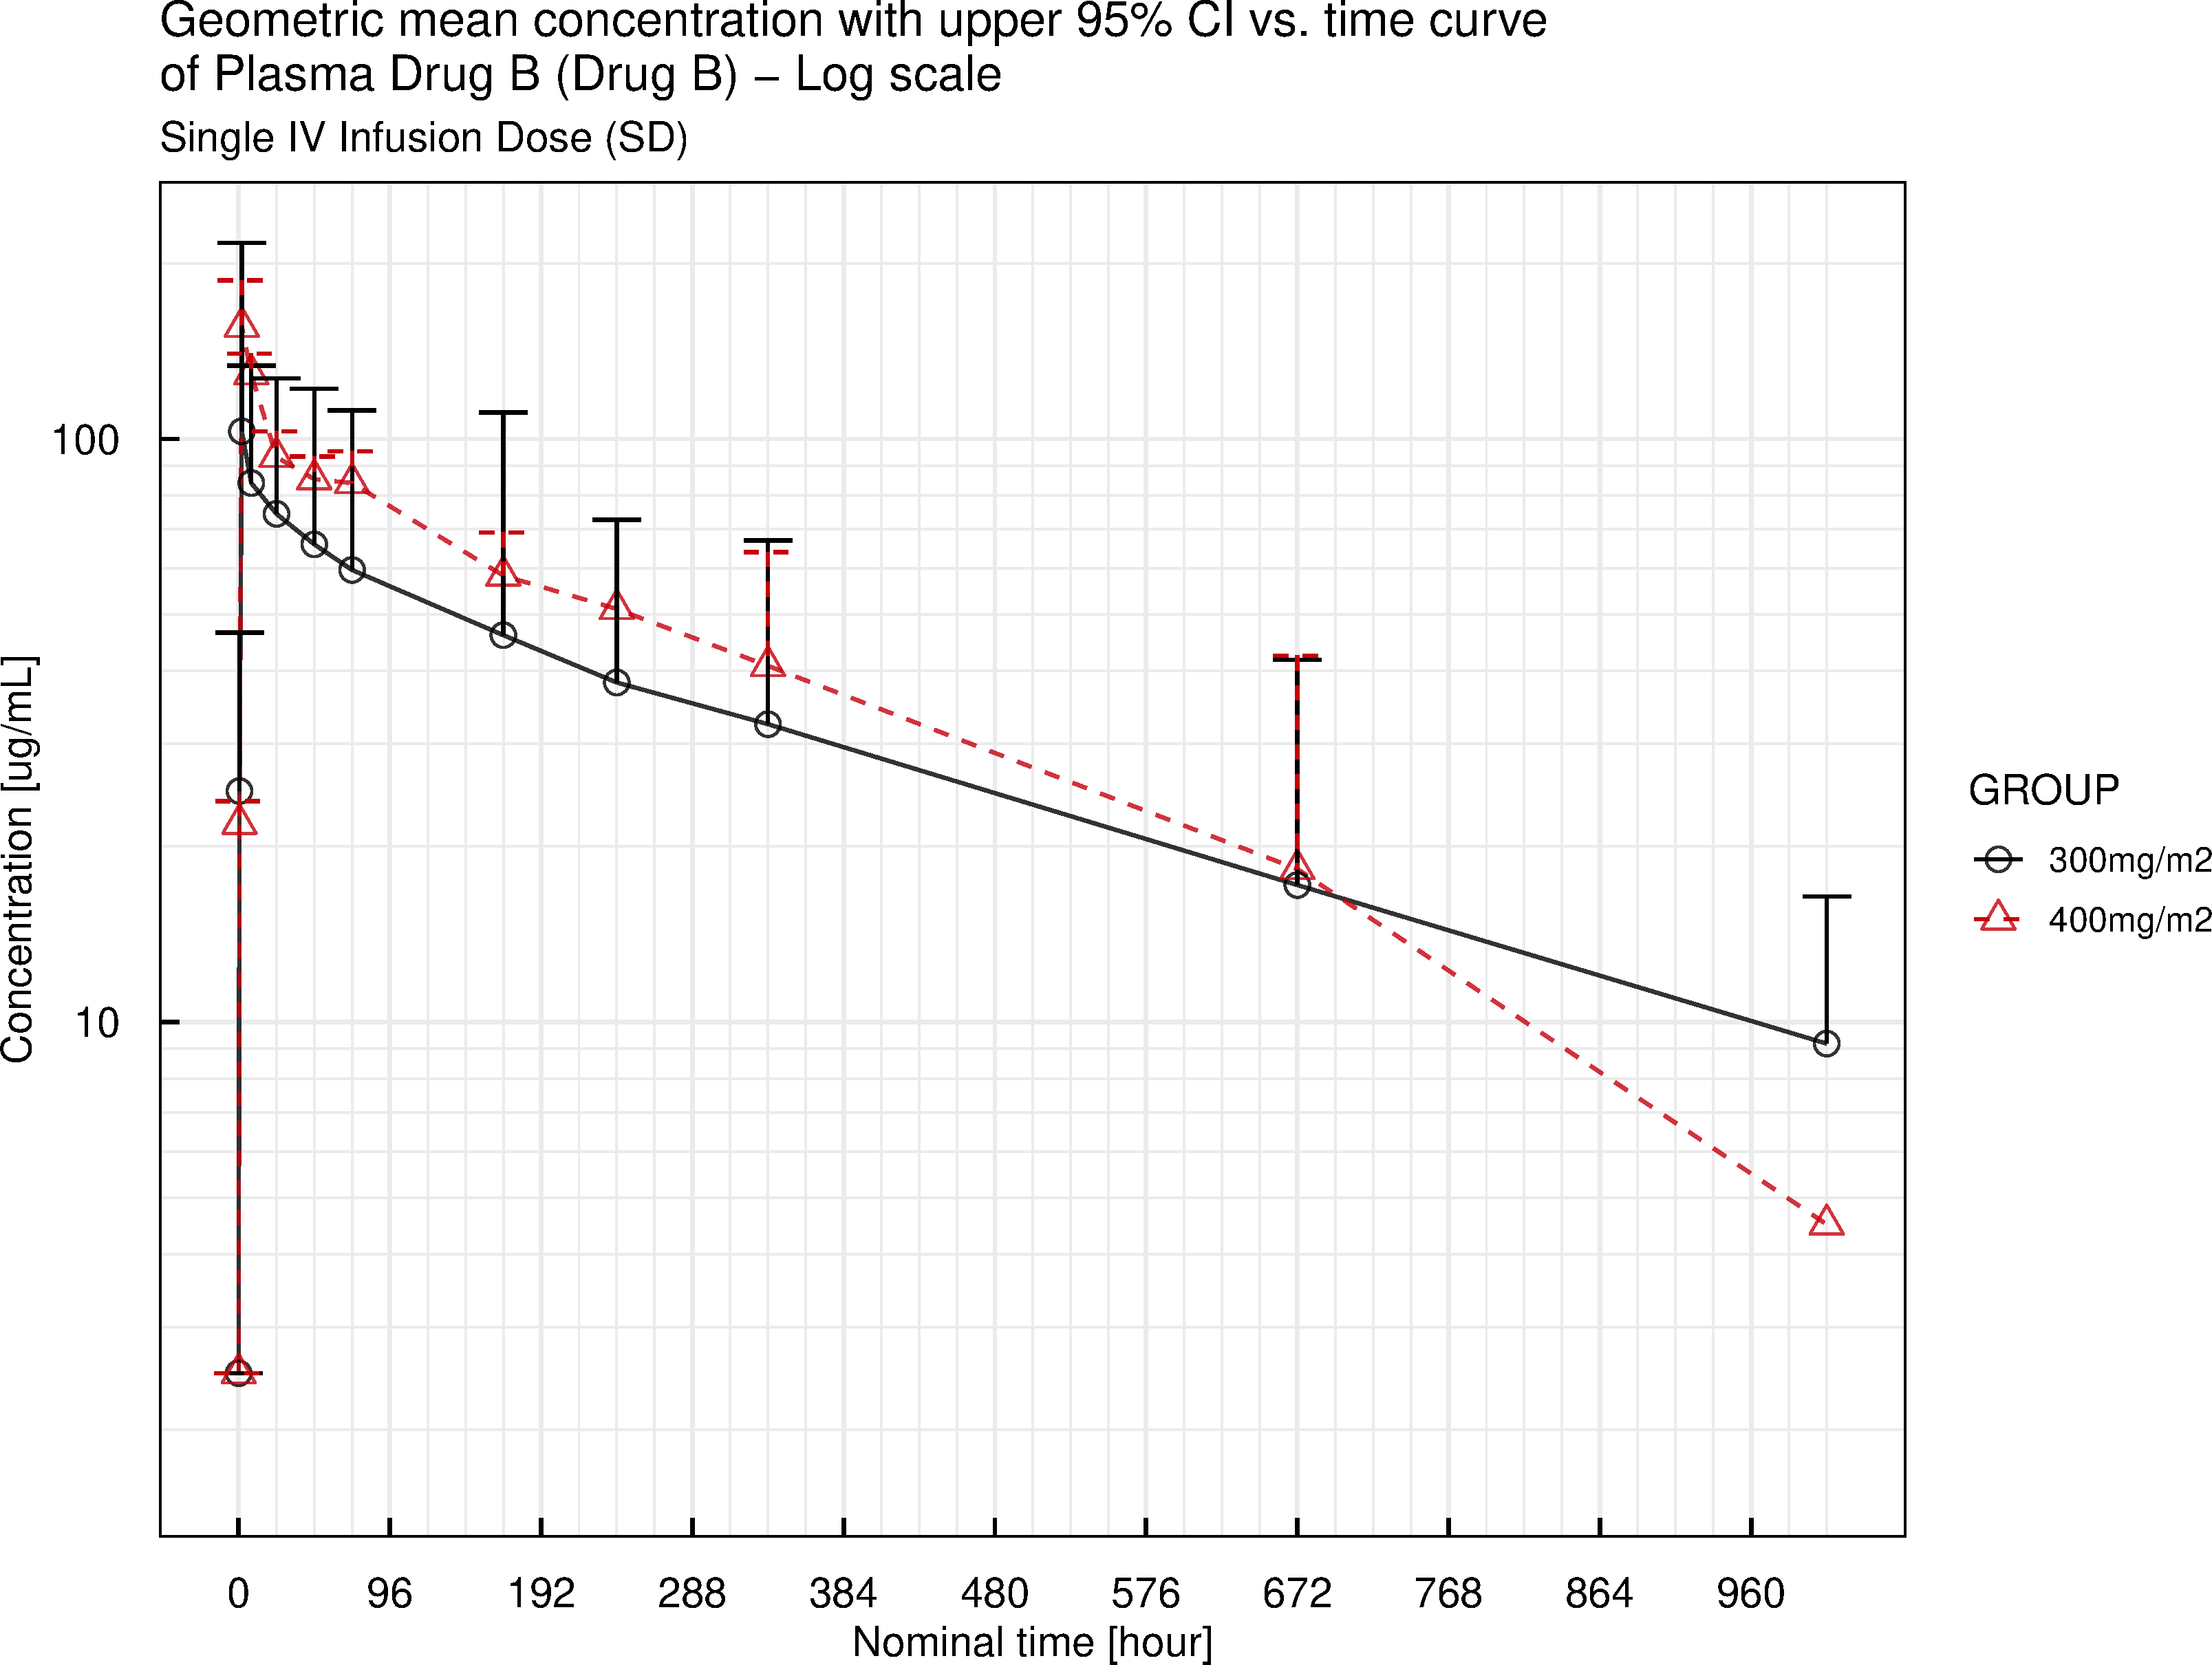 Geometric mean concentration with upper 95% CI vs. time curve
of Plasma Drug B (Drug B) − Log scale
Single IV Infusion Dose (SD)
100
10
Concentration [ug/mL]
0 96 192 288 384 480 576 672 768 864 960
Nominal time [hour]
GROUP
300mg/m2
400mg/m2